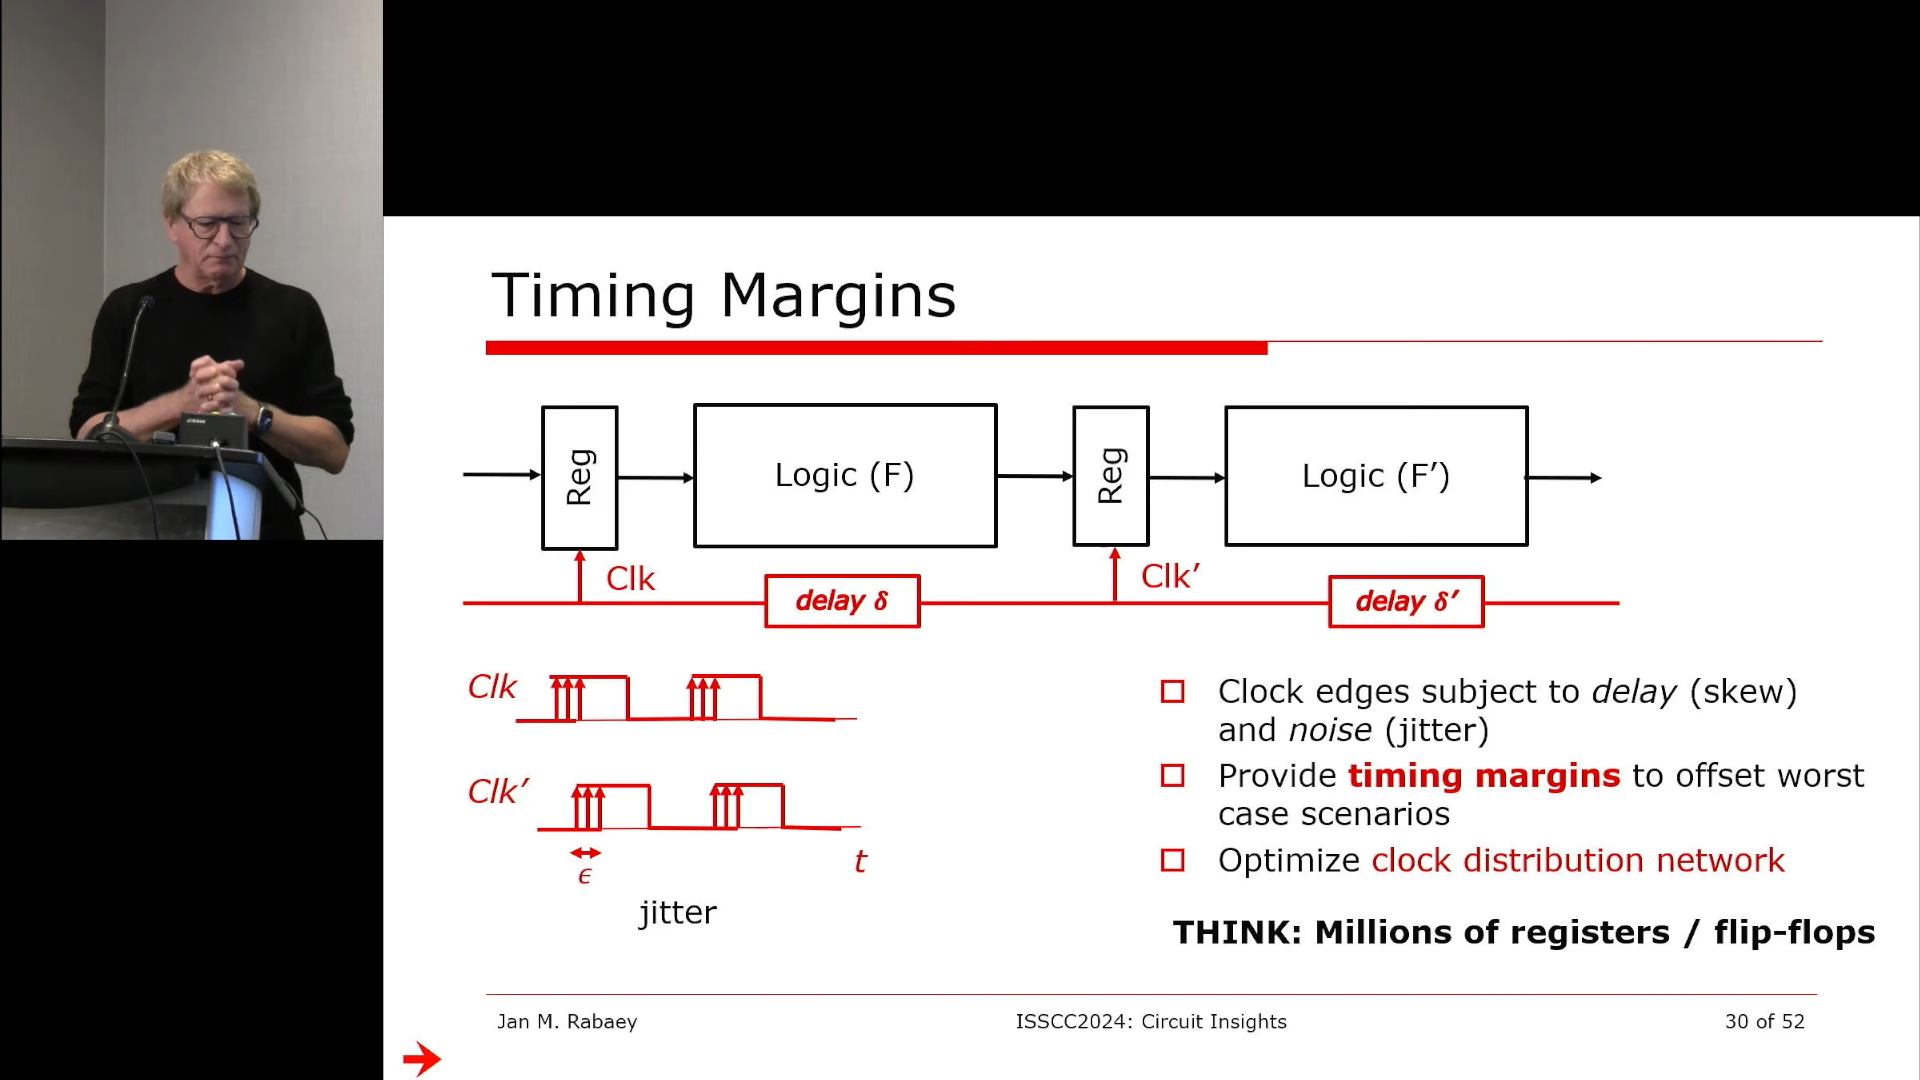 Timing Margins
Reg
Logic (F)
Reg
Logic (F’)
Clk
Clk’
delay δ
delay δ’
Clk
Clk’
ϵ
t
jitter
Clock edges subject to delay (skew)
and noise (jitter)
Provide timing margins to offset worst
case scenarios
Optimize clock distribution network
THINK: Millions of registers / flip-flops
Jan M. Rabaey
ISSCC2024: Circuit Insights
30 of 52